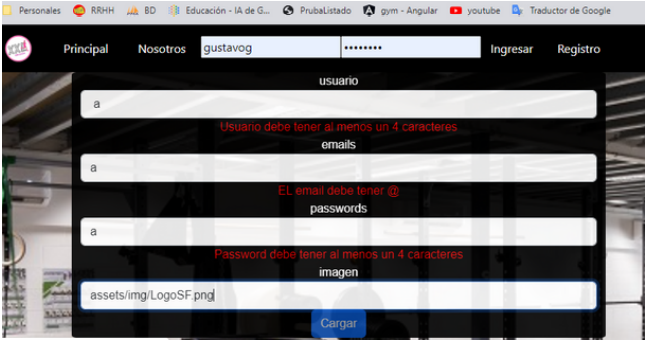 Personales RRHH BD Educación - IA de G... PrubaListado gym - Angular youtube Traductor de Google
XXII Principal Nosotros gustavog •••••••• Ingresar Registro
usuario
a
Usuario debe tener al menos un 4 caracteres
emails
a
EL email debe tener @
passwords
a
Password debe tener al menos un 4 caracteres
imagen
assets/img/LogoSF.png
Cargar